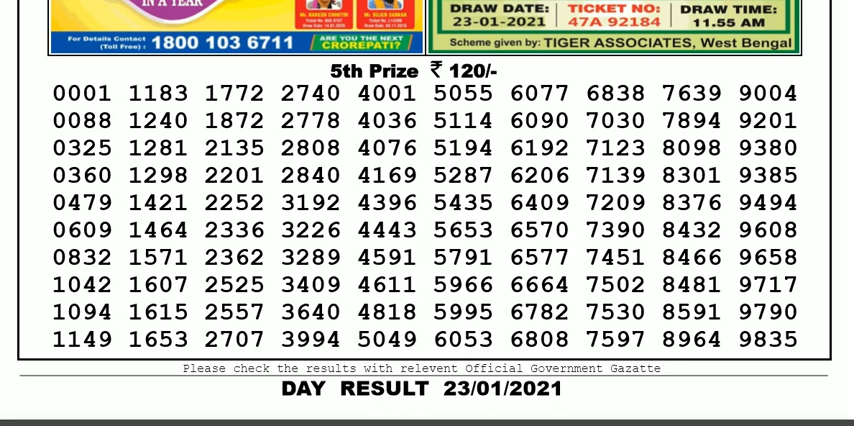 IN A YEAR
For Details Contact
(Toll Free) : 1800 103 6711
ARE YOU THE NEXT
CROREPATI?
DRAW DATE: TICKET NO: DRAW TIME:
23-01-2021 47A 92184 11.55 AM
Scheme given by: TIGER ASSOCIATES, West Bengal
5th Prize ₹ 120/-
0001 1183 1772 2740 4001 5055 6077 6838 7639 9004
0088 1240 1872 2778 4036 5114 6090 7030 7894 9201
0325 1281 2135 2808 4076 5194 6192 7123 8098 9380
0360 1298 2201 2840 4169 5287 6206 7139 8301 9385
0479 1421 2252 3192 4396 5435 6409 7209 8376 9494
0609 1464 2336 3226 4443 5653 6570 7390 8432 9608
0832 1571 2362 3289 4591 5791 6577 7451 8466 9658
1042 1607 2525 3409 4611 5966 6664 7502 8481 9717
1094 1615 2557 3640 4818 5995 6782 7530 8591 9790
1149 1653 2707 3994 5049 6053 6808 7597 8964 9835
Please check the results with relevent Official Government Gazatte
DAY RESULT 23/01/2021